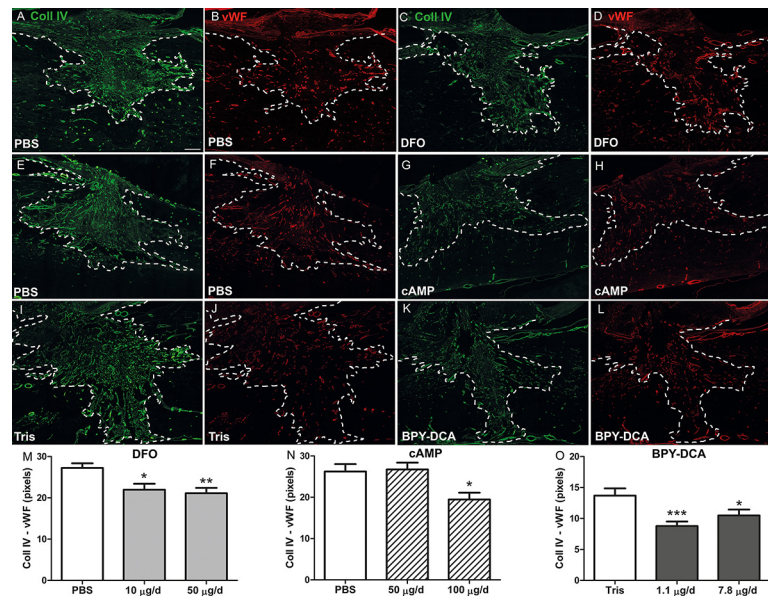 A Coll IV B vWF C Coll IV D vWF
PBS PBS DFO DFO
E F G H
PBS PBS cAMP cAMP
I J K L
Tris Tris BPY-DCA BPY-DCA
M DFO
Coll IV - vWF (pixels)
30
20
10
0
* **
PBS 10 µg/d 50 µg/d
N cAMP
Coll IV - vWF (pixels)
30
20
10
0
*
PBS 50 µg/d 100 µg/d
O BPY-DCA
Coll IV - vWF (pixels)
20
15
10
5
0
*** *
Tris 1.1 µg/d 7.8 µg/d